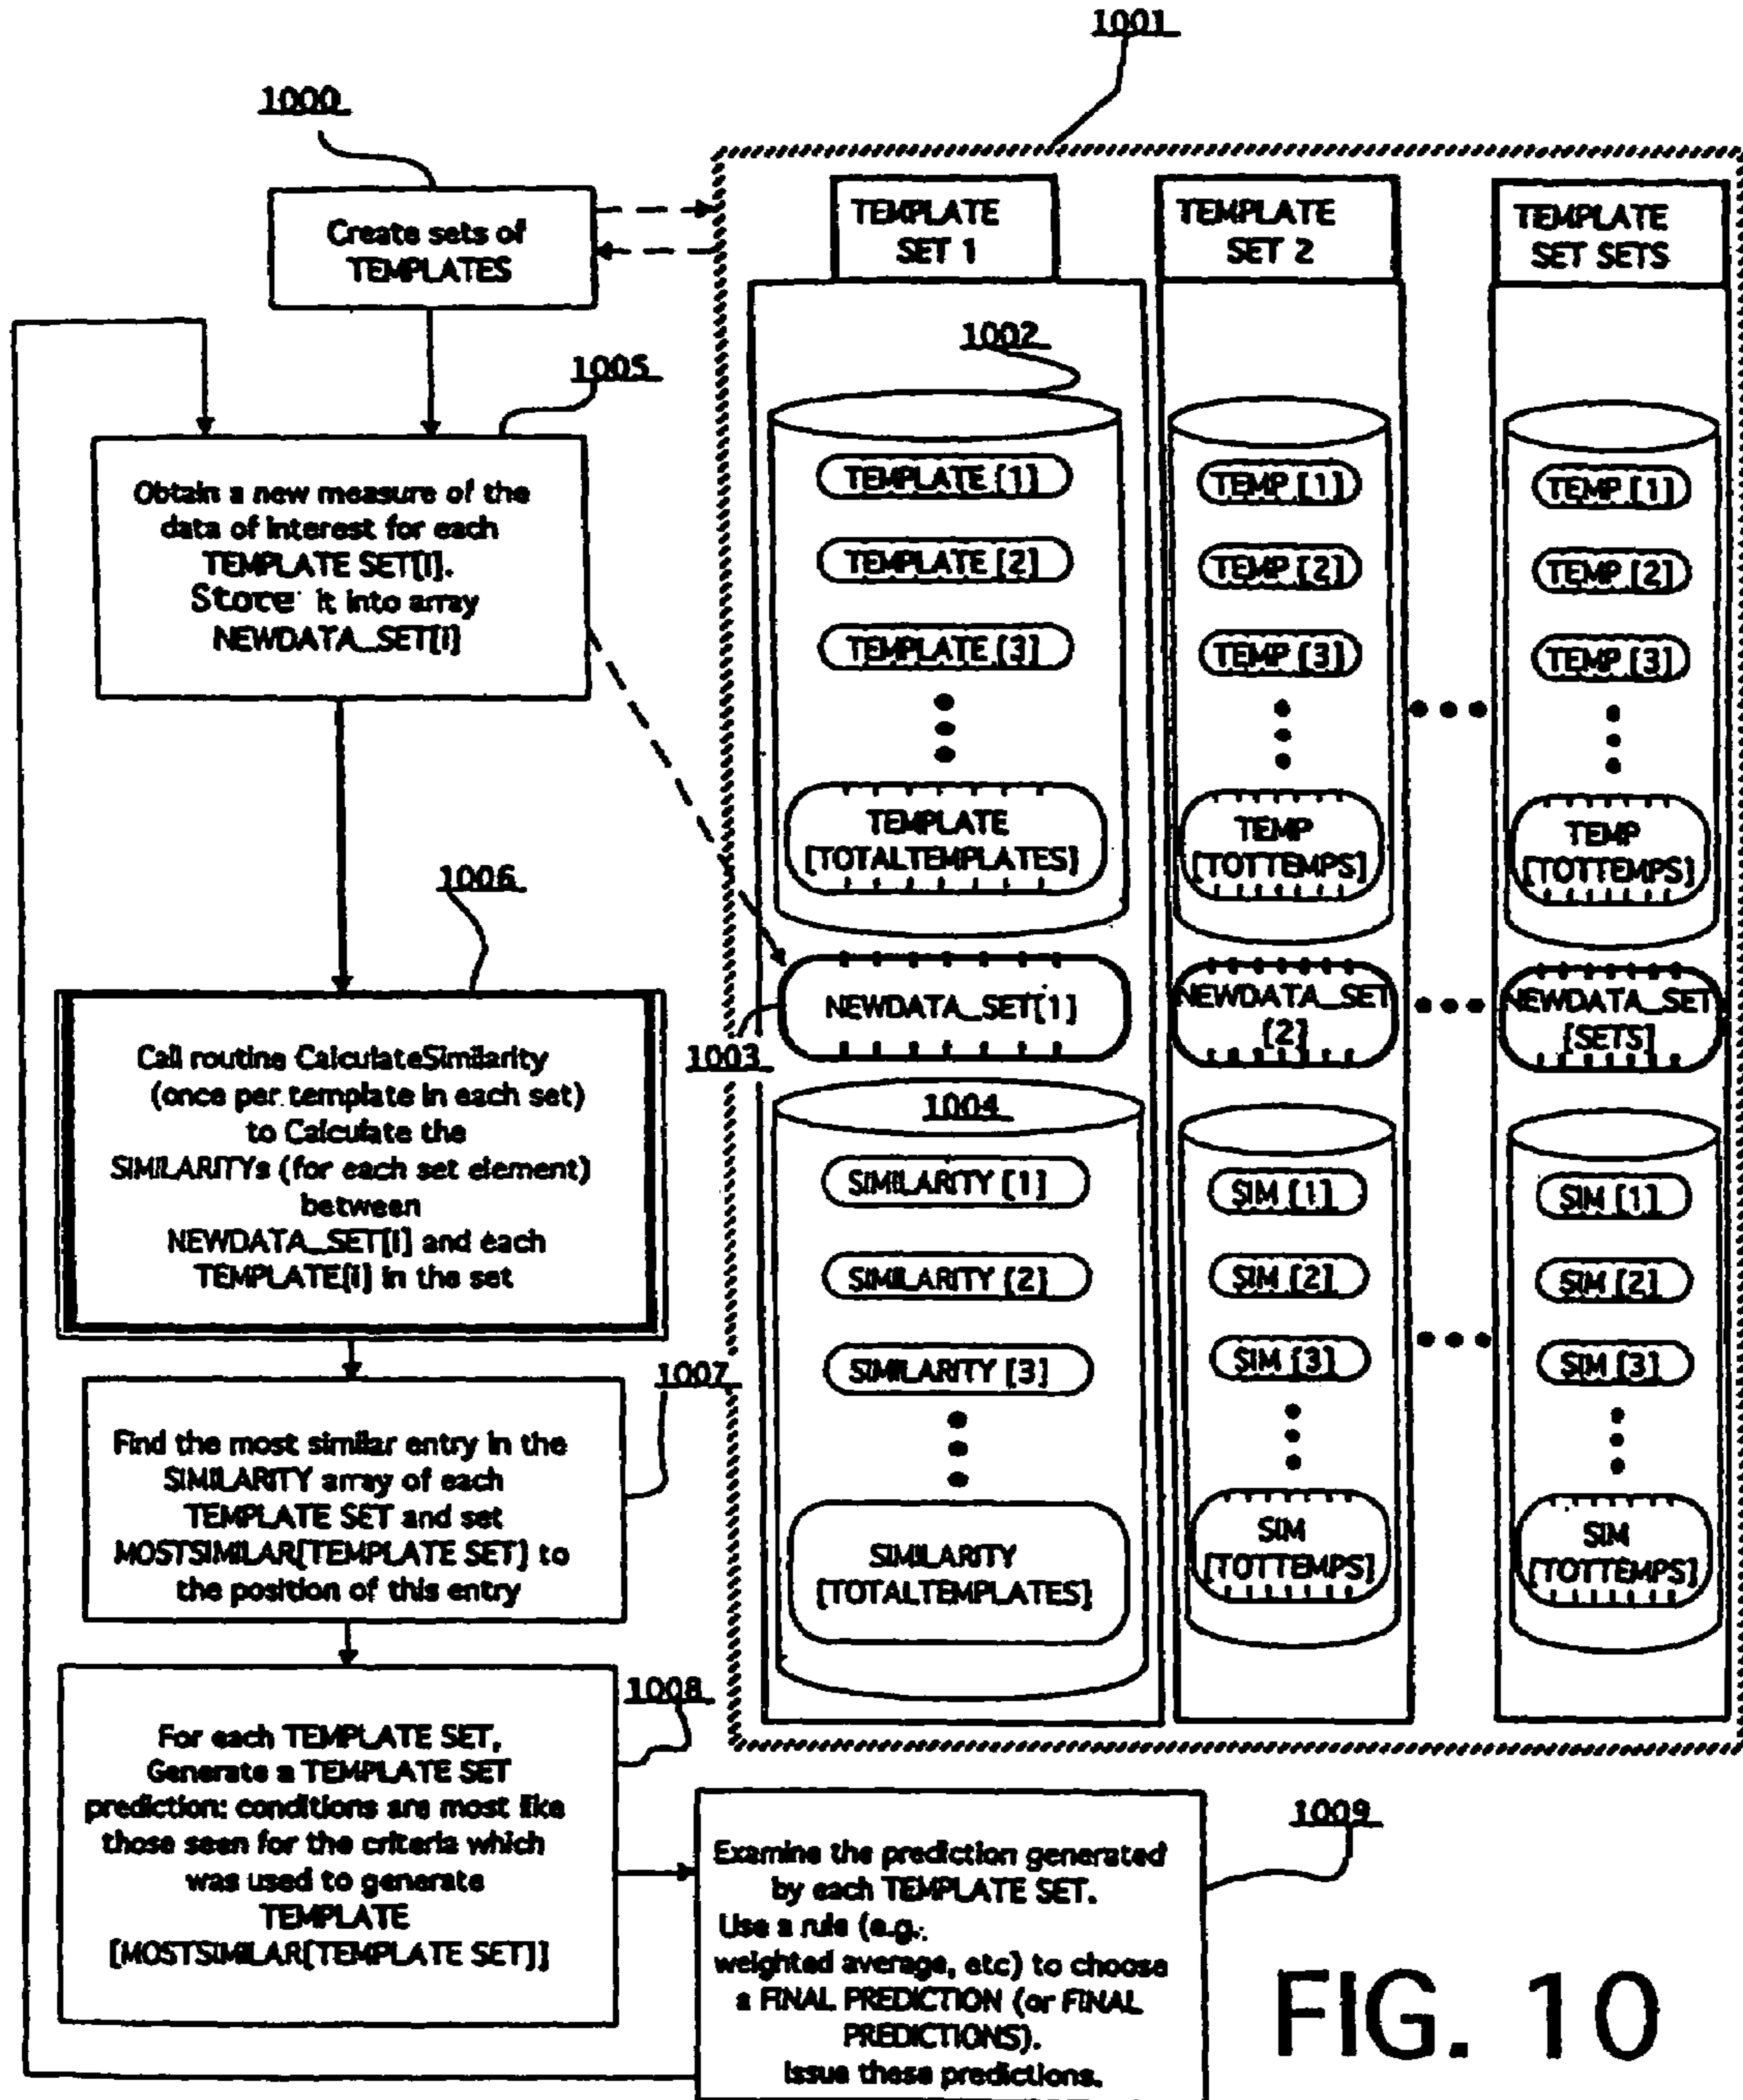 1001
1000
Create sets of
TEMPLATES
1005
Obtain a new measure of the
data of interest for each
TEMPLATE SET[i].
Store it into array
NEWDATA_SET[i]
1006
Call routine CalculateSimilarity
(once per template in each set)
to Calculate the
SIMILARITYs (for each set element)
between
NEWDATA_SET[i] and each
TEMPLATE[i] in the set
1007
Find the most similar entry in the
SIMILARITY array of each
TEMPLATE SET and set
MOSTSIMILAR[TEMPLATE SET] to
the position of this entry
1008
For each TEMPLATE SET,
Generate a TEMPLATE SET
prediction: conditions are most like
those seen for the criteria which
was used to generate
TEMPLATE
[MOSTSIMILAR[TEMPLATE SET]]
1009
Examine the prediction generated
by each TEMPLATE SET.
Use a rule (e.g.:
weighted average, etc) to choose
a FINAL PREDICTION (or FINAL
PREDICTIONS).
Issue these predictions.
TEMPLATE
SET 1
1002
TEMPLATE [1]
TEMPLATE [2]
TEMPLATE [3]
TEMPLATE
[TOTALTEMPLATES]
NEWDATA_SET[1]
1003
1004
SIMILARITY [1]
SIMILARITY [2]
SIMILARITY [3]
SIMILARITY
[TOTALTEMPLATES]
TEMPLATE
SET 2
TEMP [1]
TEMP [2]
TEMP [3]
TEMP
[TOTTEMPS]
NEWDATA_SET
[2]
SIM [1]
SIM [2]
SIM [3]
SIM
[TOTTEMPS]
TEMPLATE
SET SETS
TEMP [1]
TEMP [2]
TEMP [3]
TEMP
[TOTTEMPS]
NEWDATA_SET
[SETS]
SIM [1]
SIM [2]
SIM [3]
SIM
[TOTTEMPS]
FIG. 10